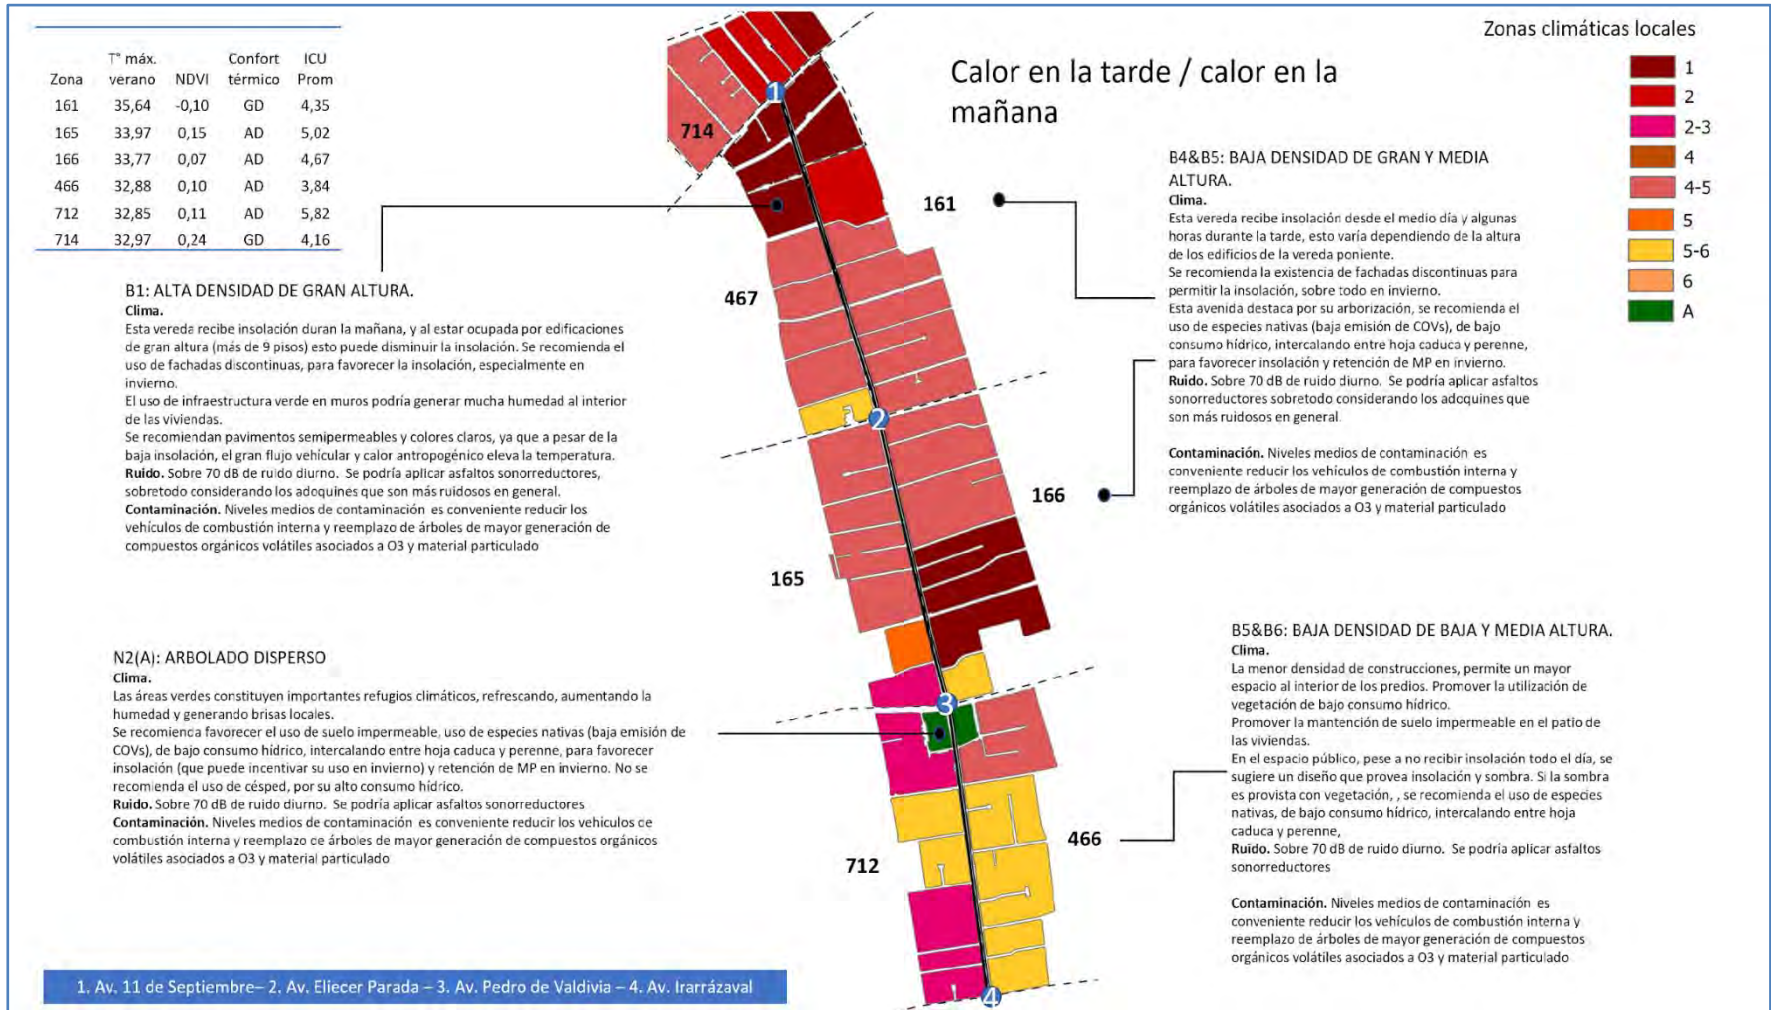 Zona T° máx. verano NDVI Confort térmico ICU Prom
161 35,64 -0,10 GD 4,35
165 33,97 0,15 AD 5,02
166 33,77 0,07 AD 4,67
466 32,88 0,10 AD 3,84
712 32,85 0,11 AD 5,82
714 32,97 0,24 GD 4,16
Calor en la tarde / calor en la
mañana
Zonas climáticas locales
1
2
2-3
4
4-5
5
5-6
6
A
B1: ALTA DENSIDAD DE GRAN ALTURA.
Clima.
Esta vereda recibe insolación duran la mañana, y al estar ocupada por edificaciones
de gran altura (más de 9 pisos) esto puede disminuir la insolación. Se recomienda el
uso de fachadas discontinuas, para favorecer la insolación, especialmente en
invierno.
El uso de infraestructura verde en muros podría generar mucha humedad al interior
de las viviendas.
Se recomiendan pavimentos semipermeables y colores claros, ya que a pesar de la
baja insolación, el gran flujo vehícular y calor antropogénico eleva la temperatura.
Ruido. Sobre 70 dB de ruido diurno. Se podría aplicar asfaltos sonorreductores,
sobretodo considerando los adoquines que son más ruidosos en general.
Contaminación. Niveles medios de contaminación es conveniente reducir los
vehículos de combustión interna y reemplazo de árboles de mayor generación de
compuestos orgánicos volátiles asociados a O3 y material particulado
N2(A): ARBOLADO DISPERSO
Clima.
Las áreas verdes constituyen importantes refugios climáticos, refrescando, aumentando la
humedad y generando brisas locales.
Se recomienda favorecer el uso de suelo impermeable, uso de especies nativas (baja emisión de
COVs), de bajo consumo hídrico, intercalando entre hoja caduca y perenne, para favorecer
insolación (que puede incentivar su uso en invierno) y retención de MP en invierno. No se
recomienda el uso de césped, por su alto consumo hídrico.
Ruido. Sobre 70 dB de ruido diurno. Se podría aplicar asfaltos sonorreductores
Contaminación. Niveles medios de contaminación es conveniente reducir los vehículos de
combustión interna y reemplazo de árboles de mayor generación de compuestos orgánicos
volátiles asociados a O3 y material particulado
714
161
467
166
165
466
712
1
2
3
4
B4&B5: BAJA DENSIDAD DE GRAN Y MEDIA
ALTURA.
Clima.
Esta vereda recibe insolación desde el medio día y algunas
horas durante la tarde, esto varía dependiendo de la altura
de los edificios de la vereda poniente.
Se recomienda la existencia de fachadas discontinuas para
permitir la insolación, sobre todo en invierno.
Esta avenida destaca por su arborización, se recomienda el
uso de especies nativas (baja emisión de COVs), de bajo
consumo hídrico, intercalando entre hoja caduca y perenne,
para favorecer insolación y retención de MP en invierno.
Ruido. Sobre 70 dB de ruido diurno. Se podría aplicar asfaltos
sonorreductores sobretodo considerando los adoquines que
son más ruidosos en general.
Contaminación. Niveles medios de contaminación es
conveniente reducir los vehículos de combustión interna y
reemplazo de árboles de mayor generación de compuestos
orgánicos volátiles asociados a O3 y material particulado
B5&B6: BAJA DENSIDAD DE BAJA Y MEDIA ALTURA.
Clima.
La menor densidad de construcciones, permite un mayor
espacio al interior de los predios. Promover la utilización de
vegetación de bajo consumo hídrico.
Promover la mantención de suelo impermeable en el patio de
las viviendas.
En el espacio público, pese a no recibir insolación todo el día, se
sugiere un diseño que provea insolación y sombra. Si la sombra
es provista con vegetación, , se recomienda el uso de especies
nativas, de bajo consumo hídrico, intercalando entre hoja
caduca y perenne,
Ruido. Sobre 70 dB de ruido diurno. Se podría aplicar asfaltos
sonorreductores
Contaminación. Niveles medios de contaminación es
conveniente reducir los vehículos de combustión interna y
reemplazo de árboles de mayor generación de compuestos
orgánicos volátiles asociados a O3 y material particulado
1. Av. 11 de Septiembre– 2. Av. Eliecer Parada – 3. Av. Pedro de Valdivia – 4. Av. Irarrázaval